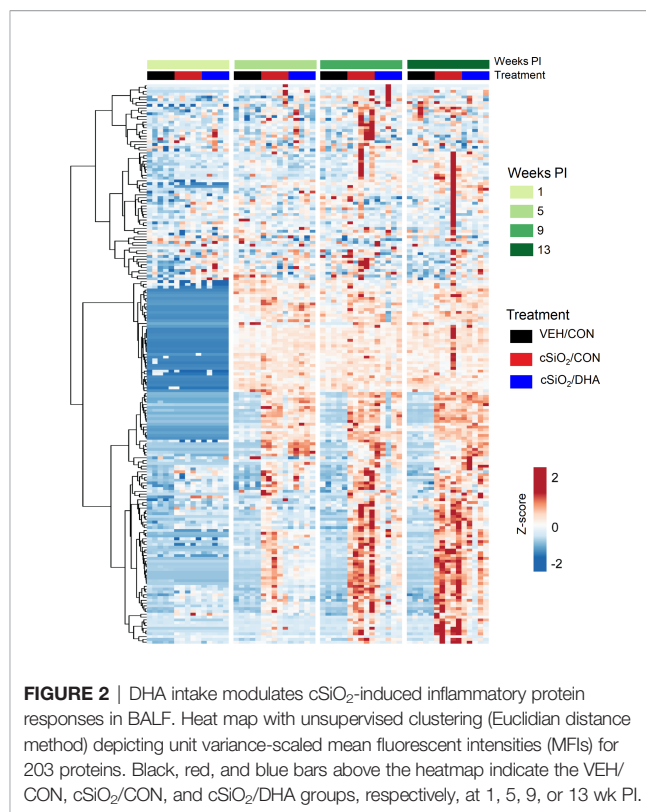 Weeks PI
Treatment
Weeks PI
1
5
9
13
Treatment
VEH/CON
cSiO₂/CON
cSiO₂/DHA
Z-score
2
0
-2
FIGURE 2 | DHA intake modulates cSiO₂-induced inflammatory protein
responses in BALF. Heat map with unsupervised clustering (Euclidian distance
method) depicting unit variance-scaled mean fluorescent intensities (MFIs) for
203 proteins. Black, red, and blue bars above the heatmap indicate the VEH/
CON, cSiO₂/CON, and cSiO₂/DHA groups, respectively, at 1, 5, 9, or 13 wk PI.